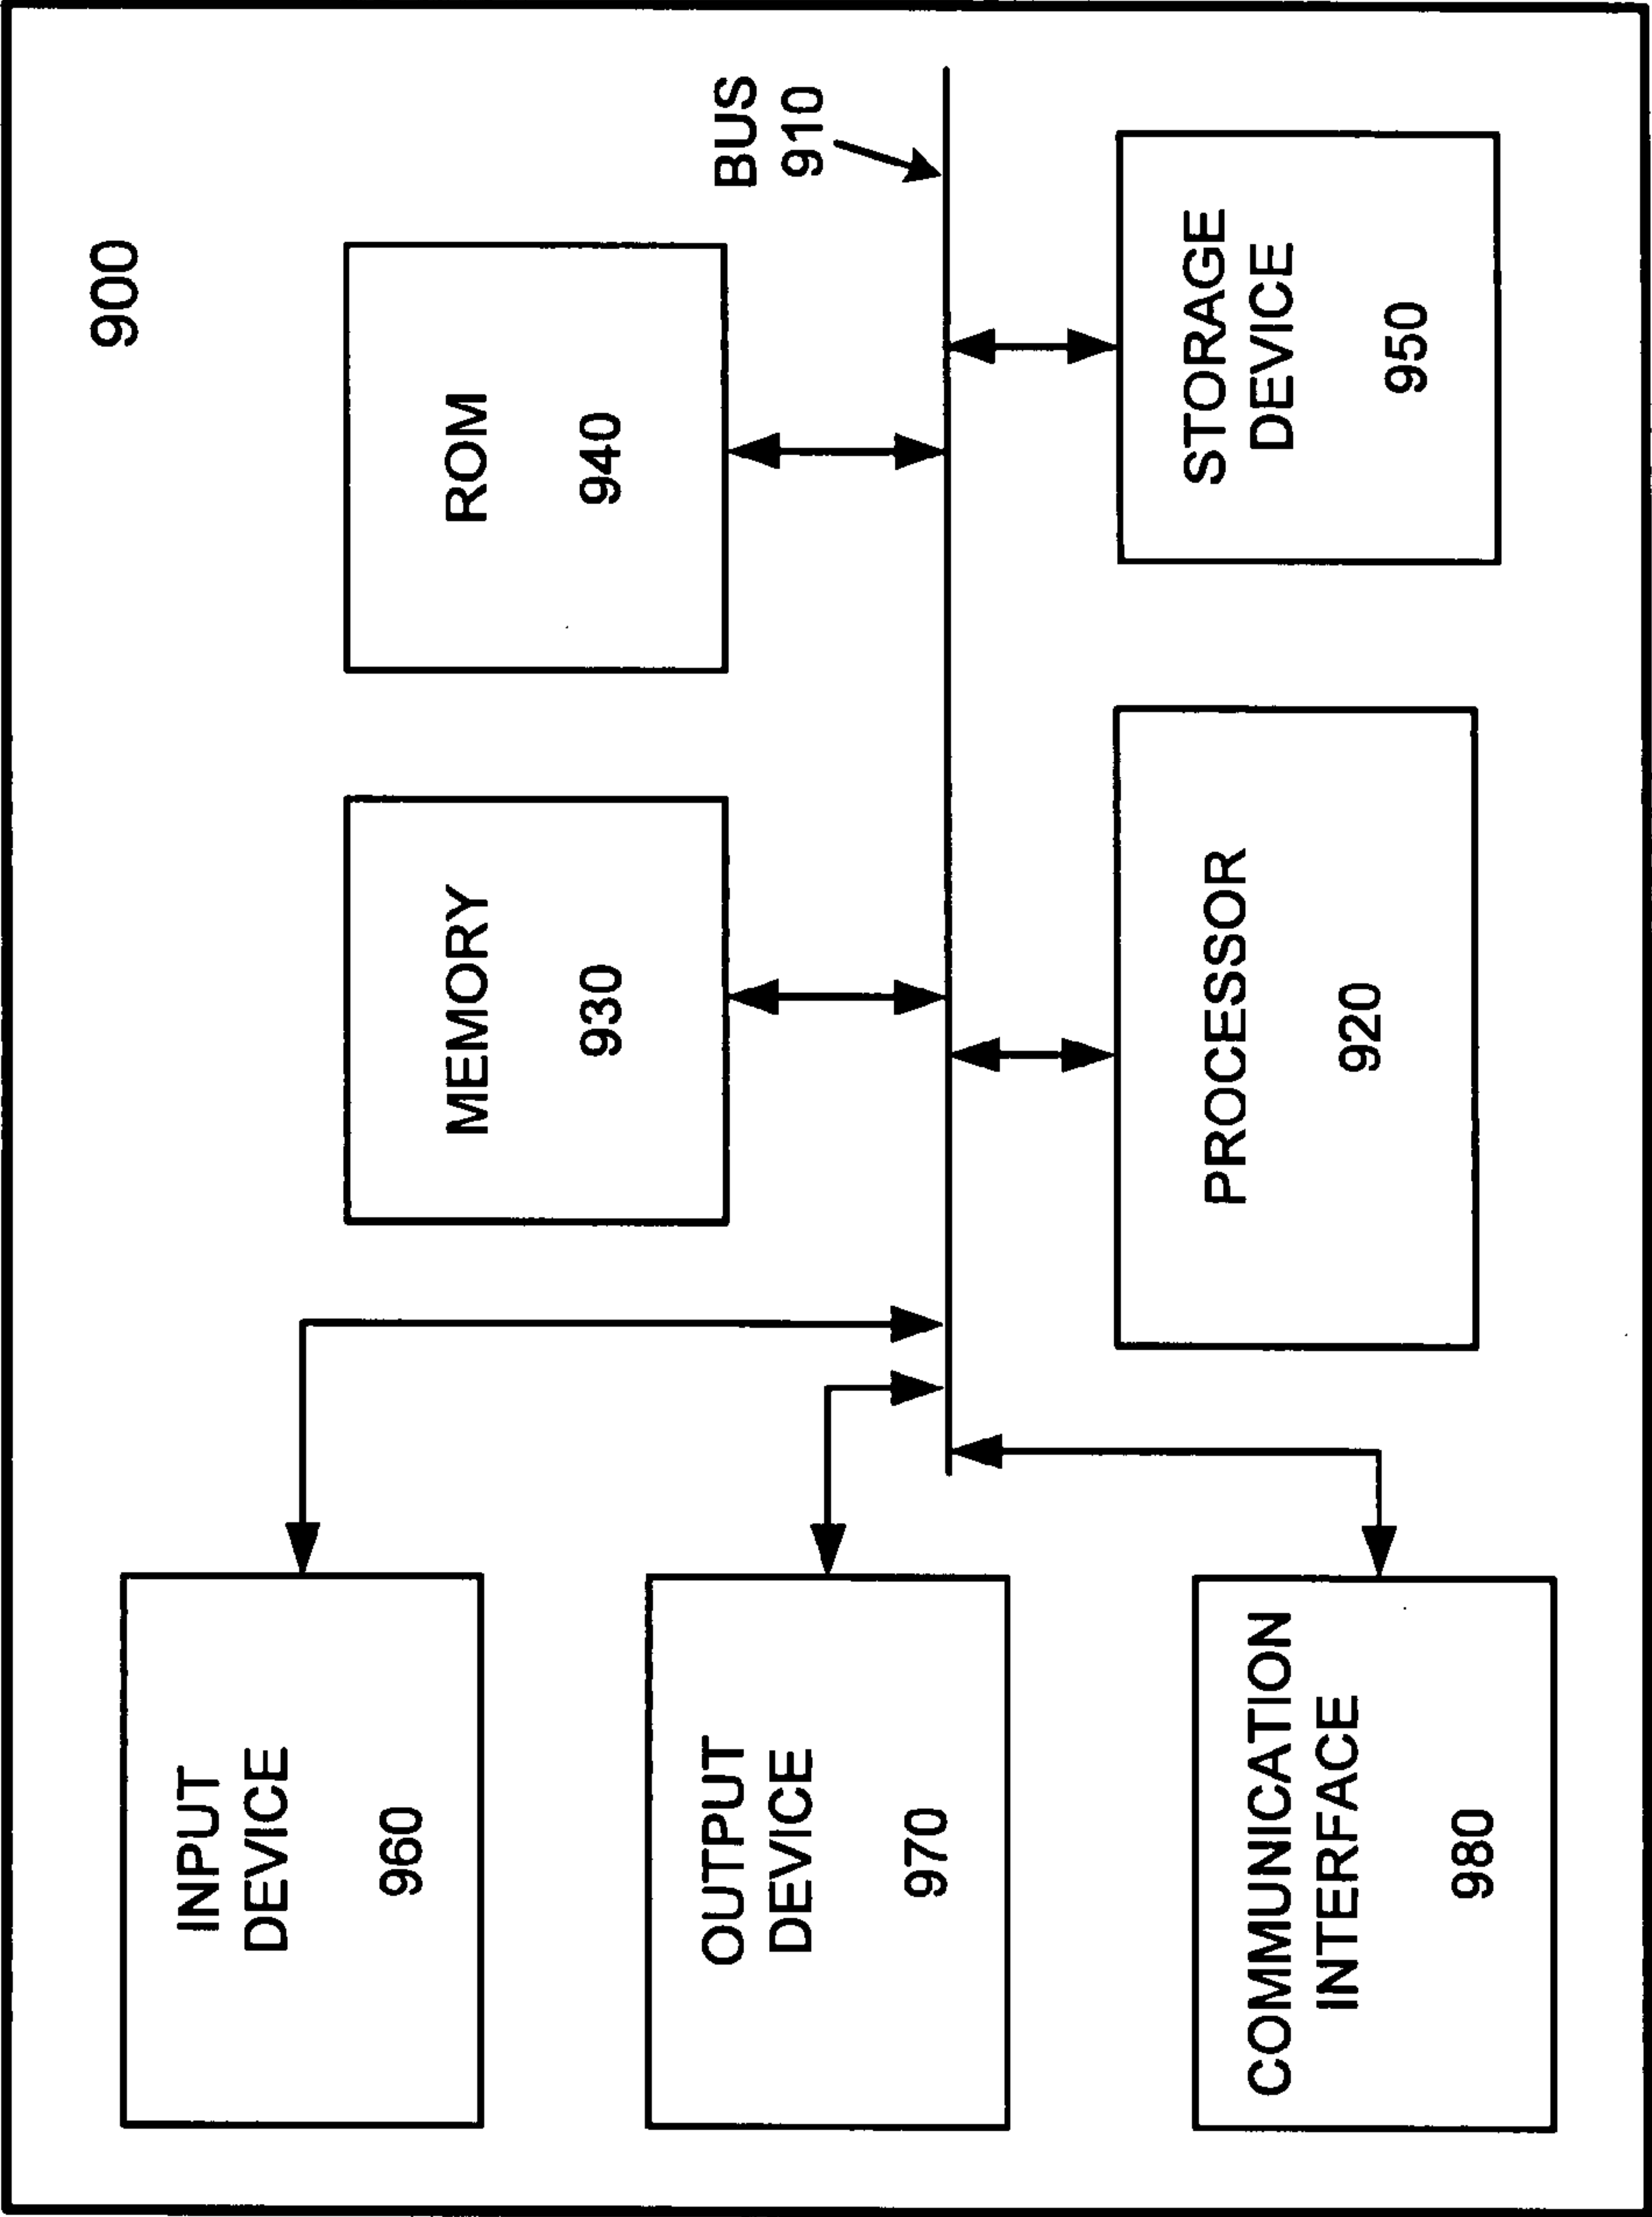 900
MEMORY
930
ROM
940
BUS
910
INPUT
DEVICE
960
OUTPUT
DEVICE
970
COMMUNICATION
INTERFACE
980
PROCESSOR
920
STORAGE
DEVICE
950